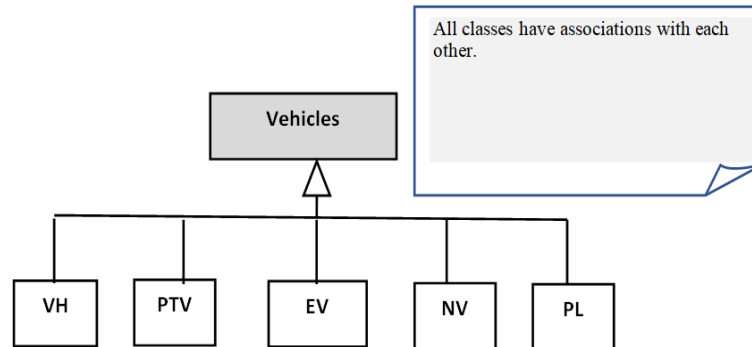 All classes have associations with each
other.
Vehicles
VH
PTV
EV
NV
PL